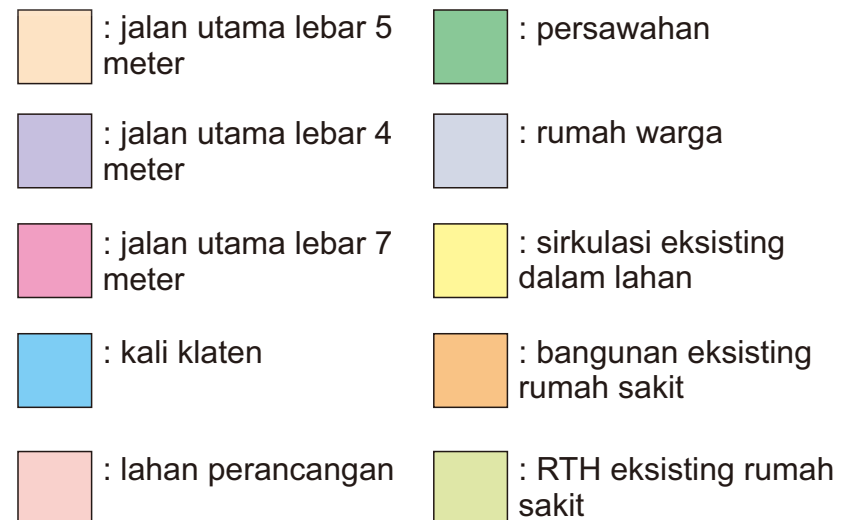 : jalan utama lebar 5
meter
: jalan utama lebar 4
meter
: jalan utama lebar 7
meter
: kali klaten
: lahan perancangan
: persawahan
: rumah warga
: sirkulasi eksisting
dalam lahan
: bangunan eksisting
rumah sakit
: RTH eksisting rumah
sakit